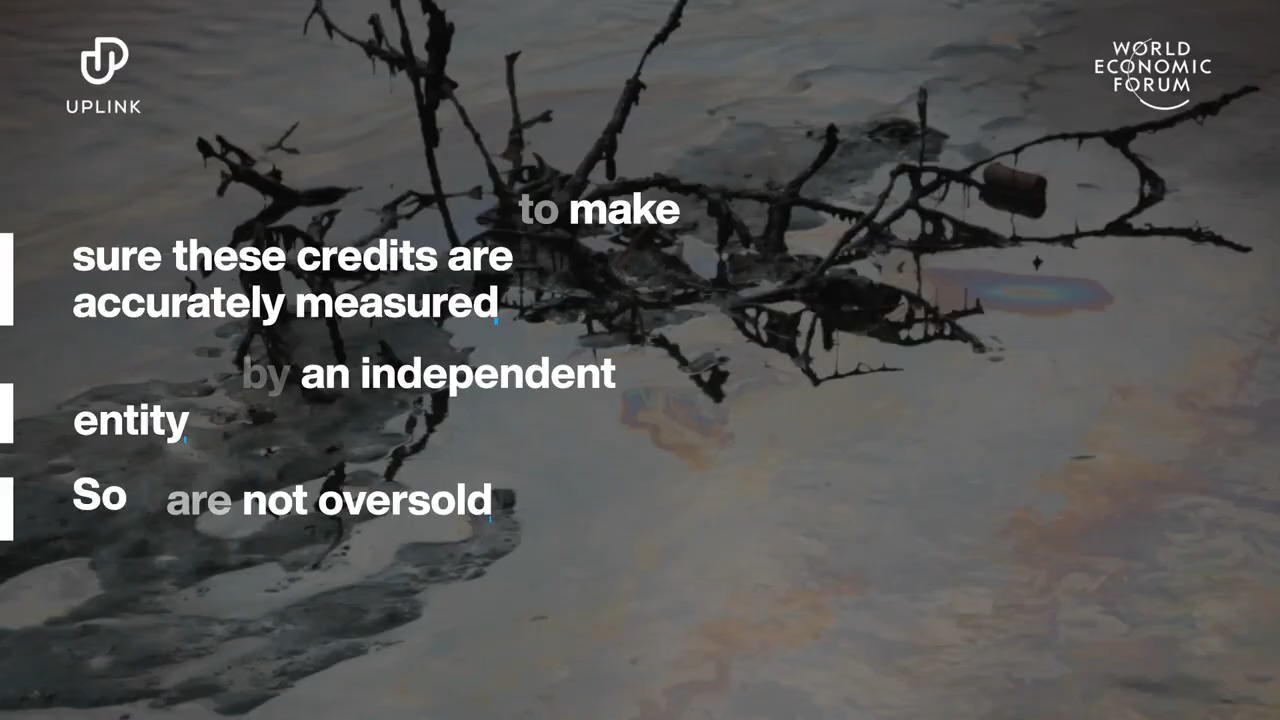 UPLINK
WORLD
ECONOMIC
FORUM
to make
sure these credits are
accurately measured
by an independent
entity
So are not oversold